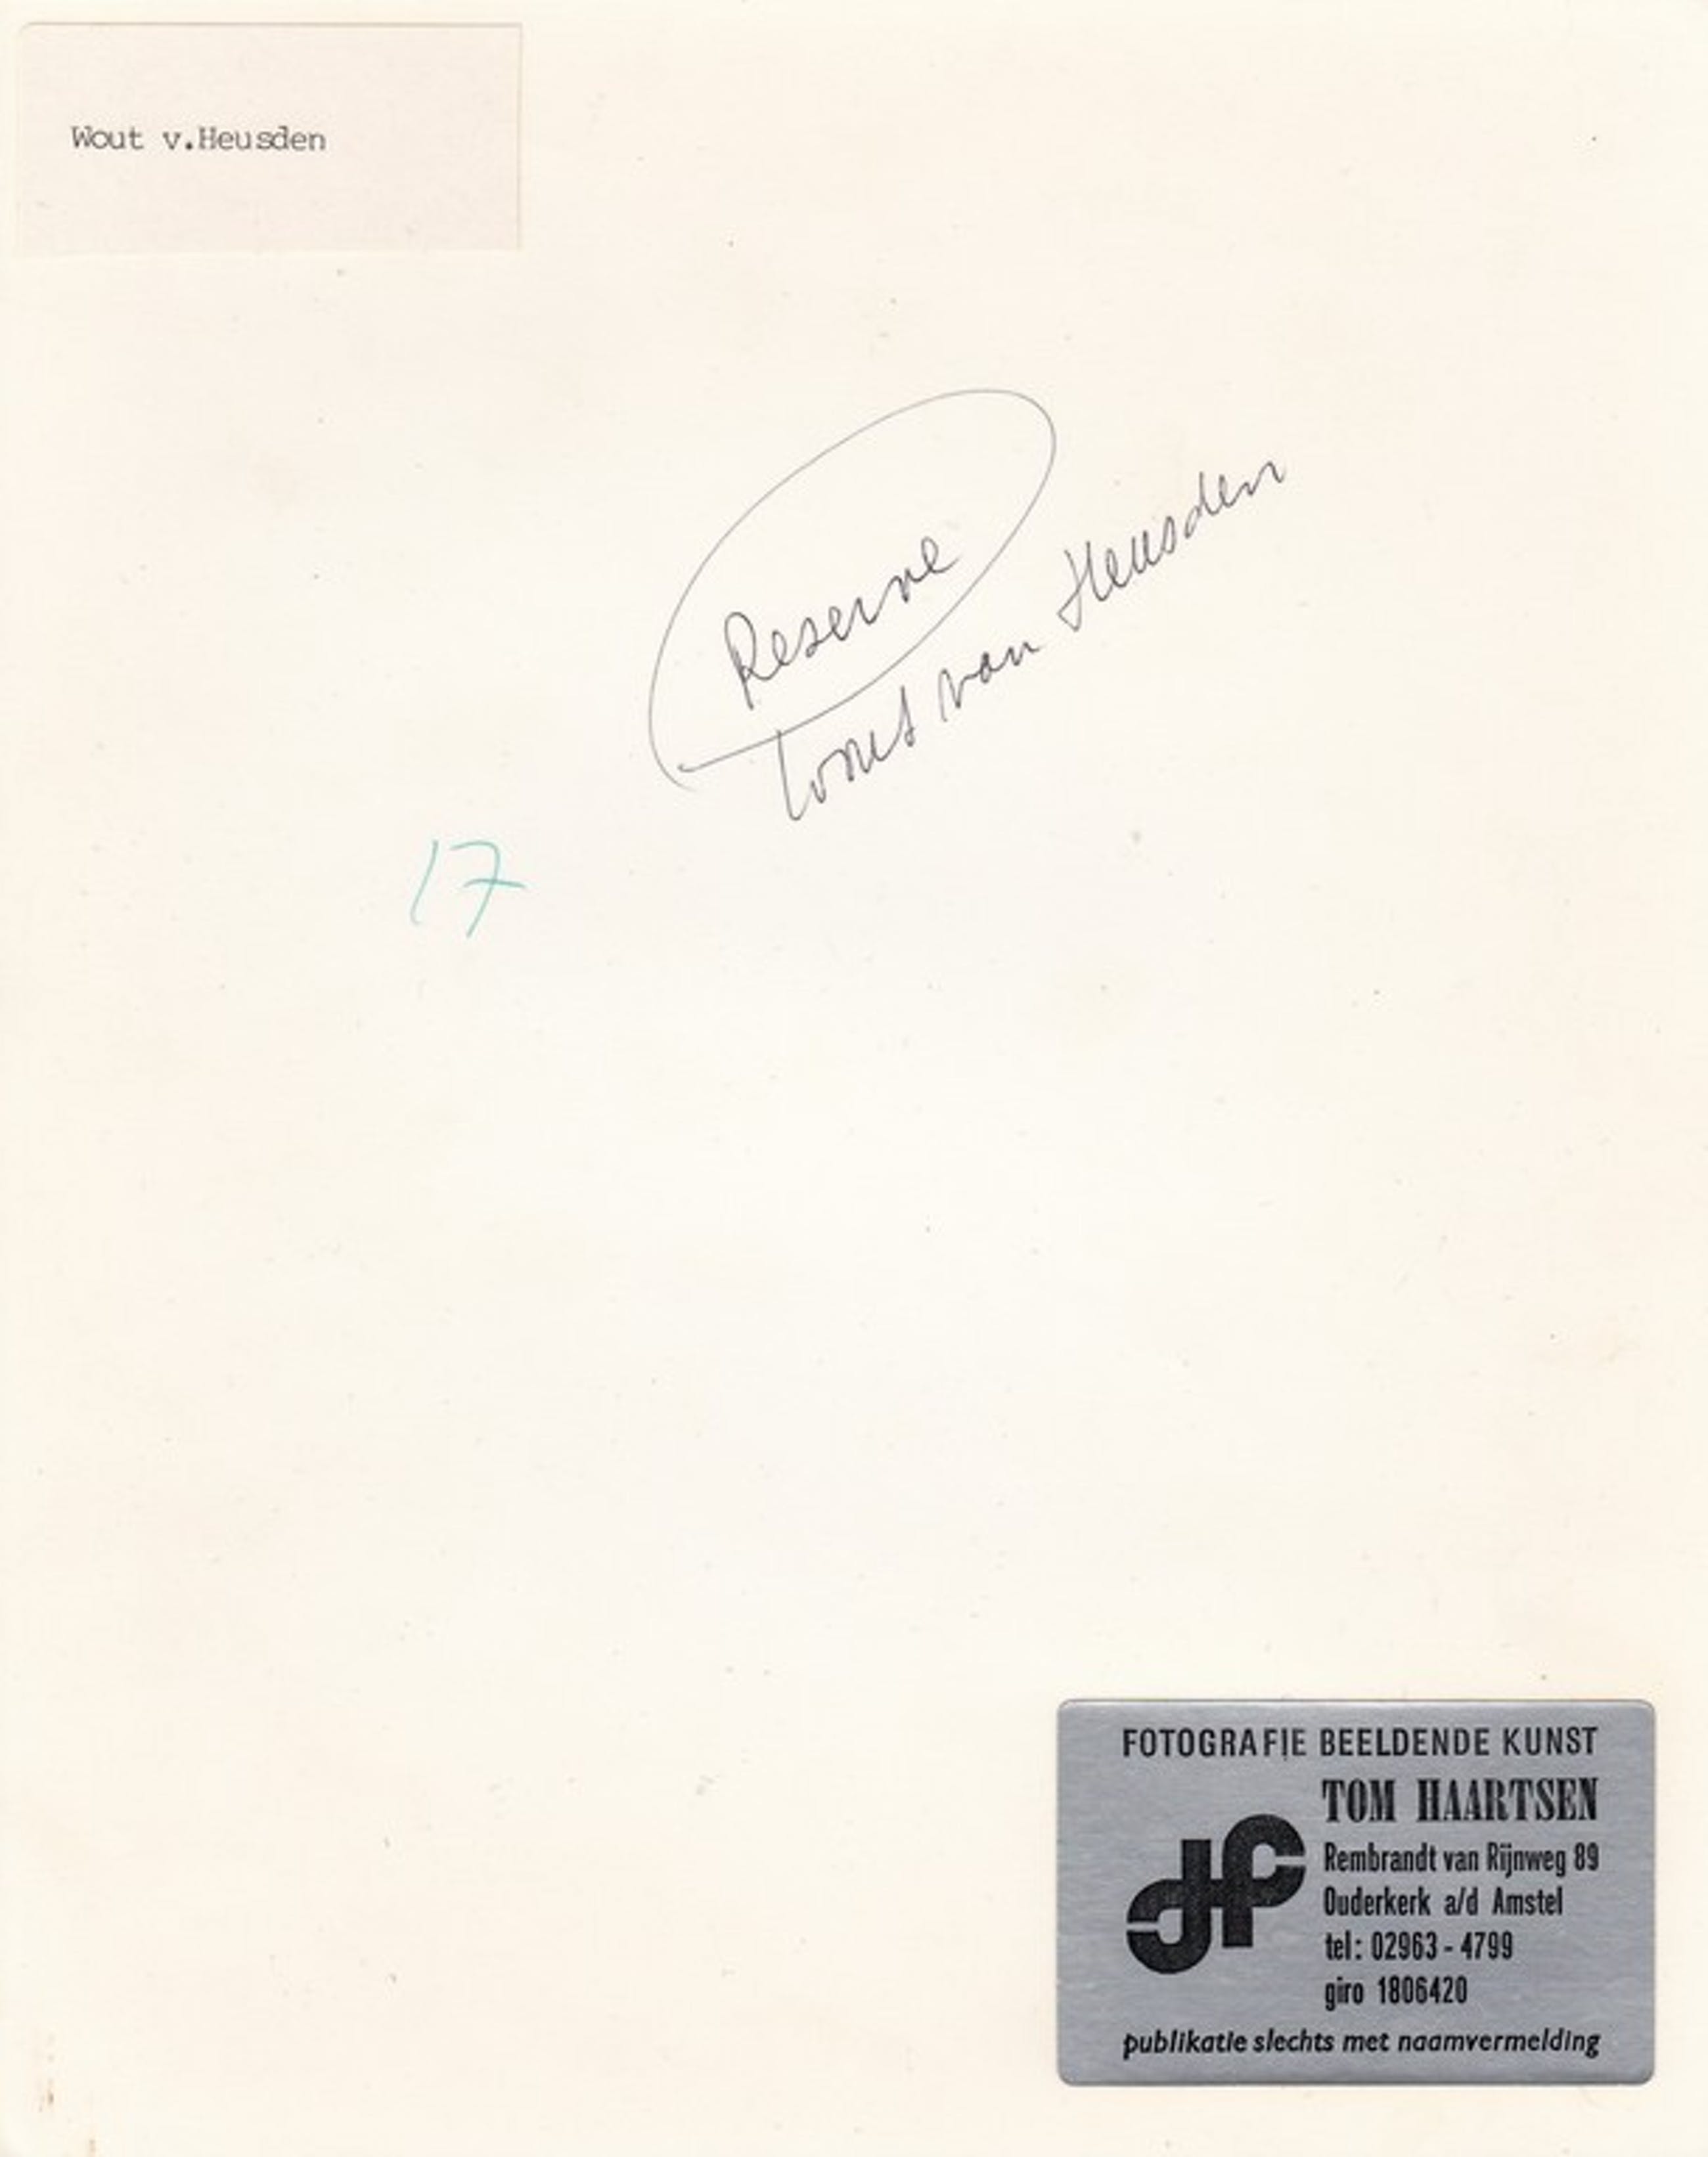 Wout v.Heusden
Reserve
Wout van Heusden
17
FOTOGRAFIE BEELDENDE KUNST
TOM HAARTSEN
Rembrandt van Rijnweg 89
Ouderkerk a/d Amstel
tel: 02963 - 4799
giro 1806420
publikatie slechts met naamvermelding